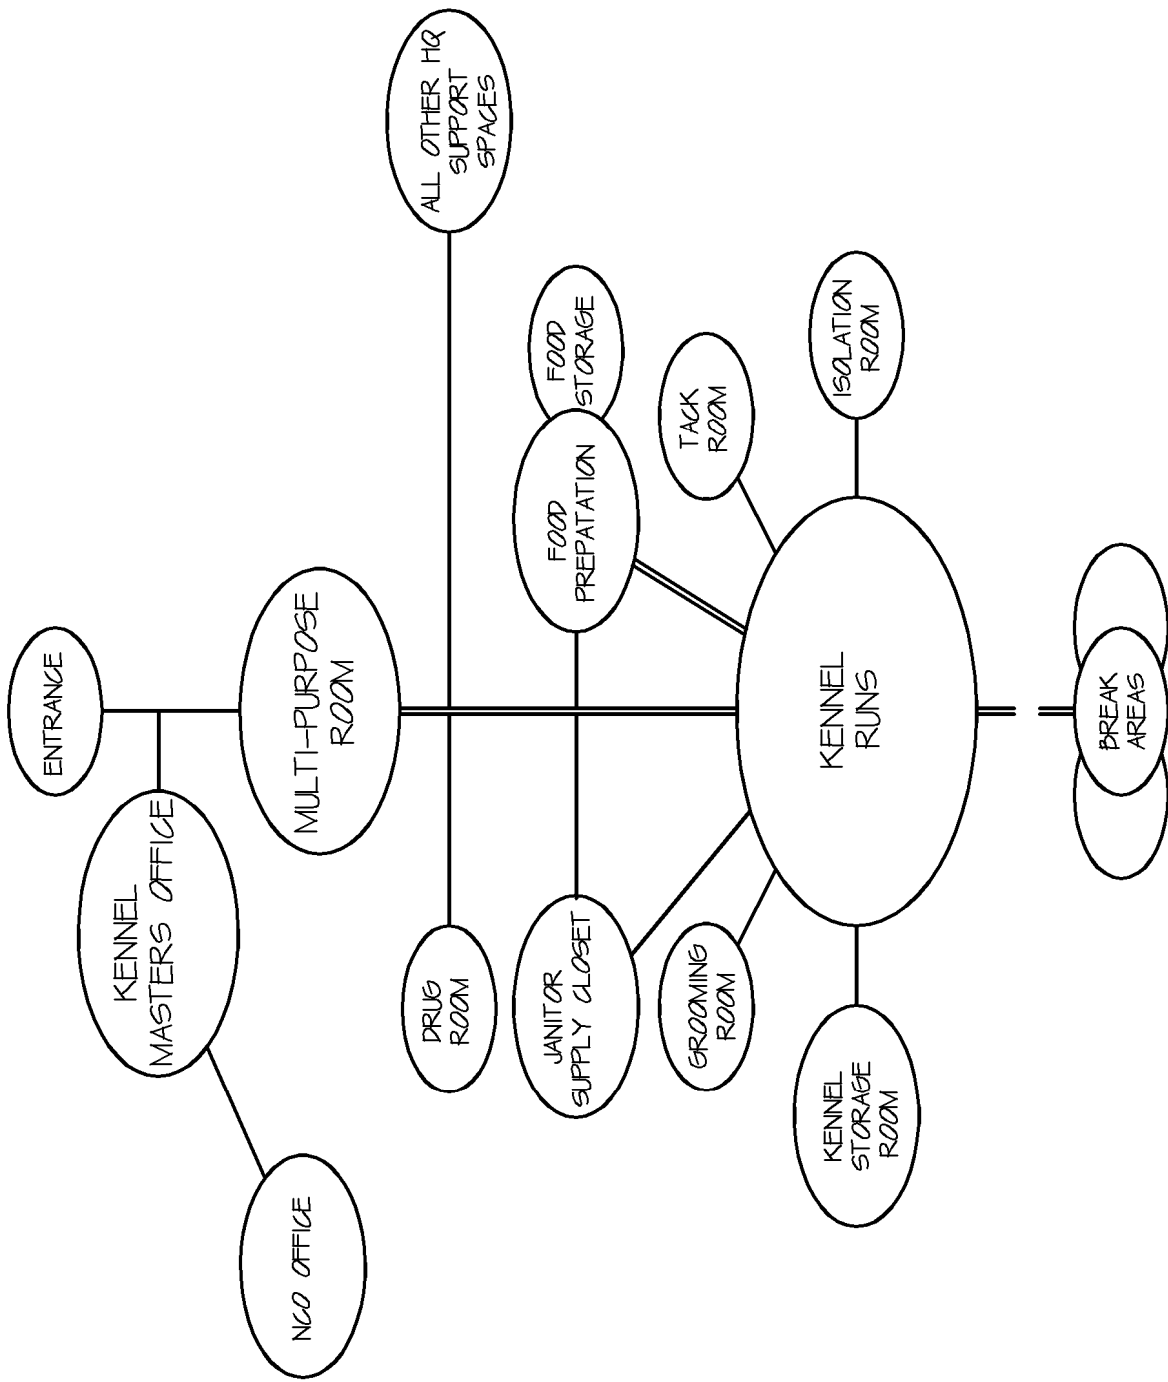 ENTRANCE
KENNEL
MASTERS OFFICE
NCO OFFICE
MULTI-PURPOSE
ROOM
ALL OTHER HQ
SUPPORT
SPACES
DRUG
ROOM
FOOD
STORAGE
FOOD
PREPATATION
JANITOR
SUPPLY CLOSET
TACK
ROOM
GROOMING
ROOM
ISOLATION
ROOM
KENNEL
RUNS
KENNEL
STORAGE
ROOM
BREAK
AREAS